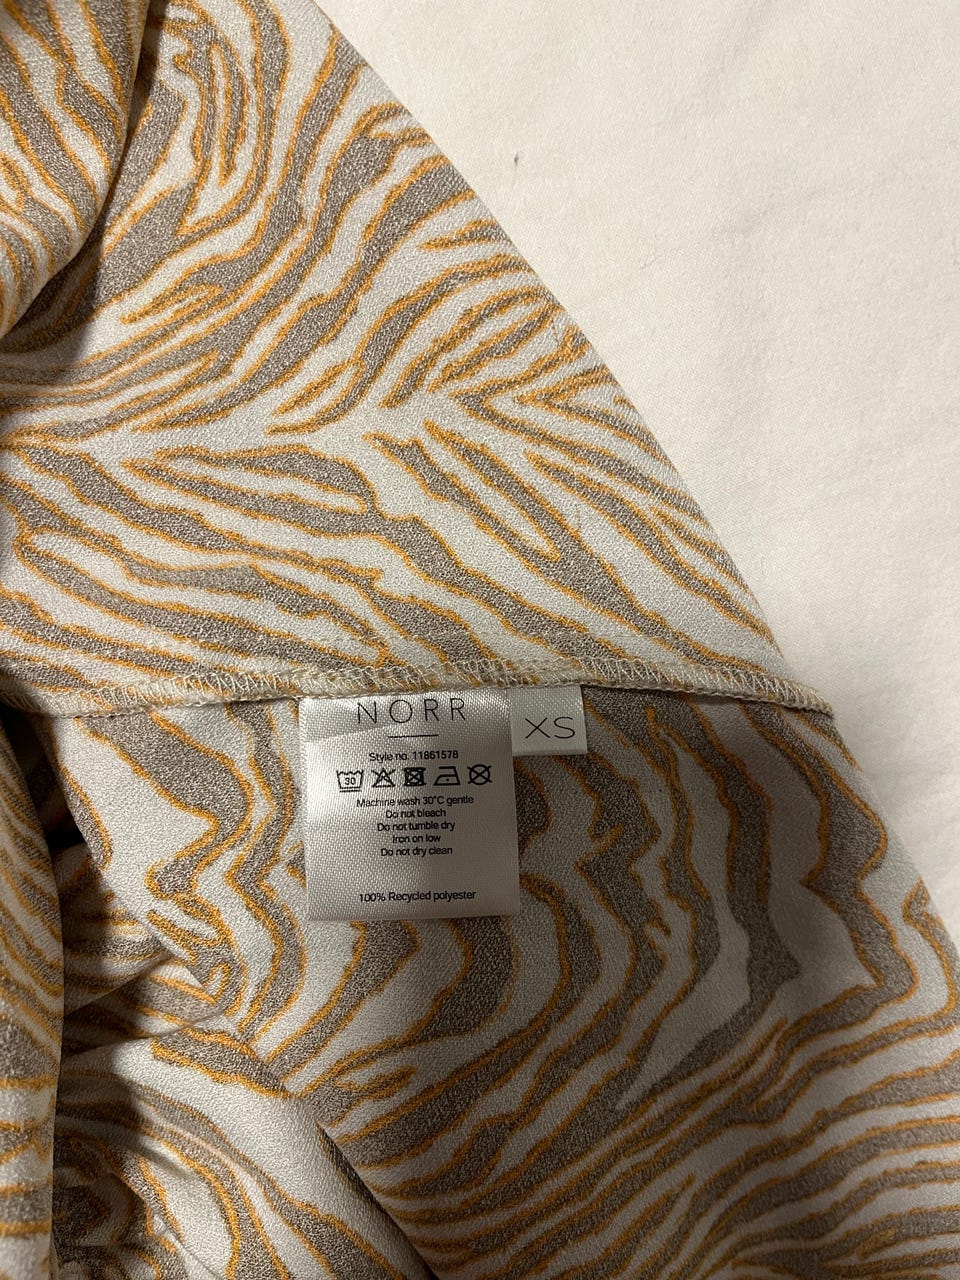 NORR
XS
Style no. 11861578
30
Machine wash 30°C gentle
Do not bleach
Do not tumble dry
Iron on low
Do not dry clean
100% Recycled polyester